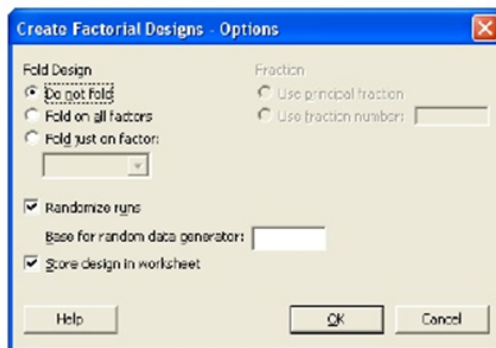 Create Factorial Designs - Options
Fold Design
Do not fold
Fold on all factors
Fold just on factor:
Fraction
Use principal fraction
Use fraction number:
Randomize runs
Base for random data generator:
Store design in worksheet
Help
OK
Cancel